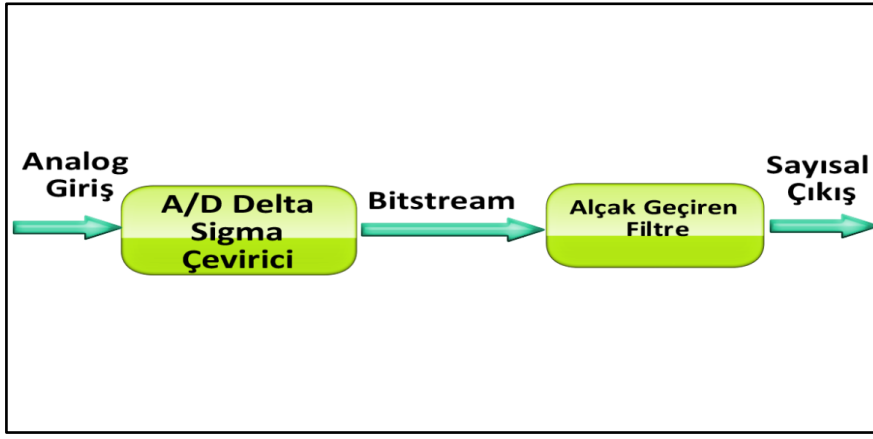 Analog
Giriş
A/D Delta
Sigma
Çevirici
Bitstream
Alçak Geçiren
Filtre
Sayısal
Çıkış